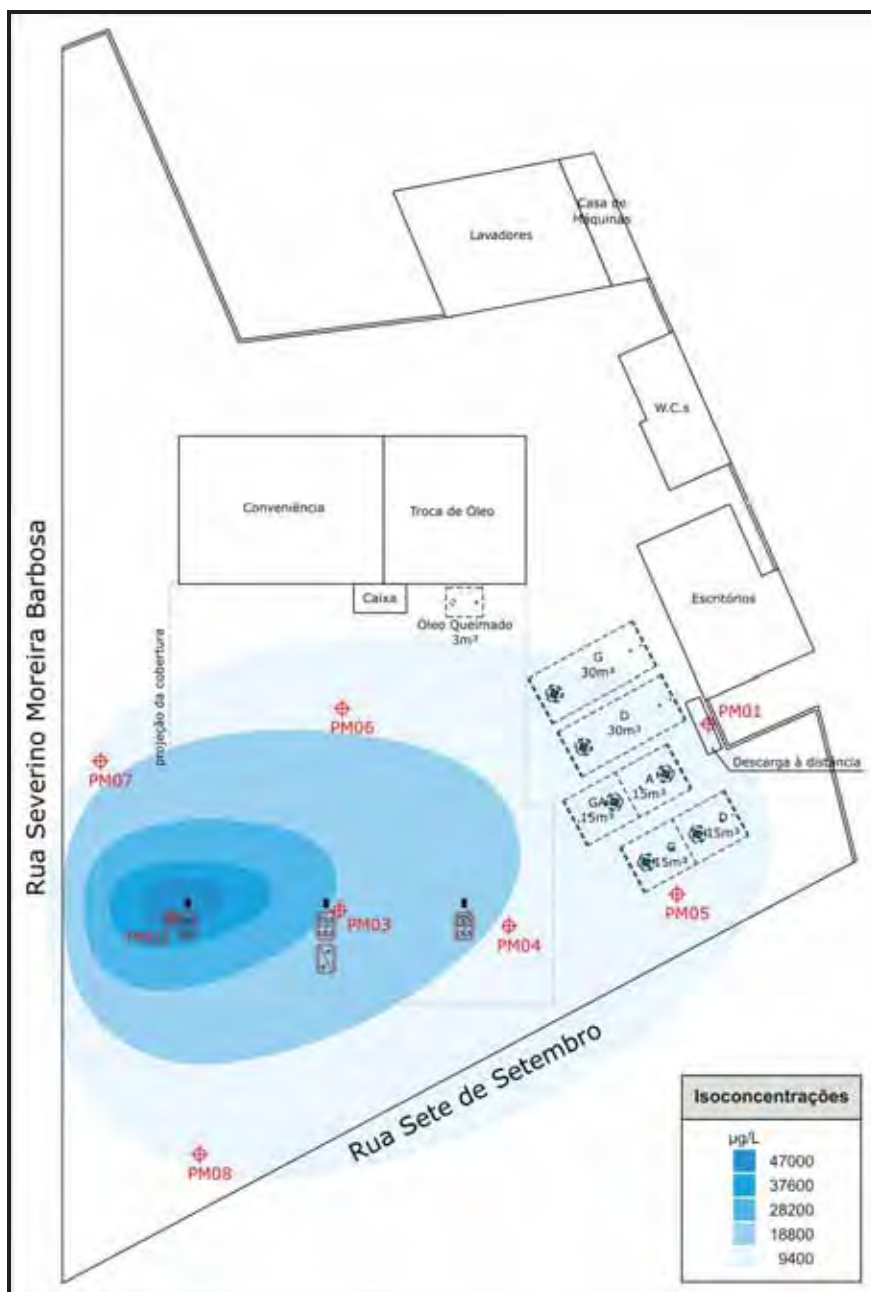 Casa de
Máquinas
Lavadores
W.C.s
Conveniência
Troca de Óleo
Rua Severino Moreira Barbosa
projeção da cobertura
Caixa
Óleo Queimado
3m³
Escritórios
G
30m³
D
30m³
PM01
PM06
PM07
Descarga à distância
A
15m³
GA
15m³
D
15m³
G
15m³
PM05
PM03
PM04
Rua Sete de Setembro
PM08
Isoconcentrações
µg/L
47000
37600
28200
18800
9400